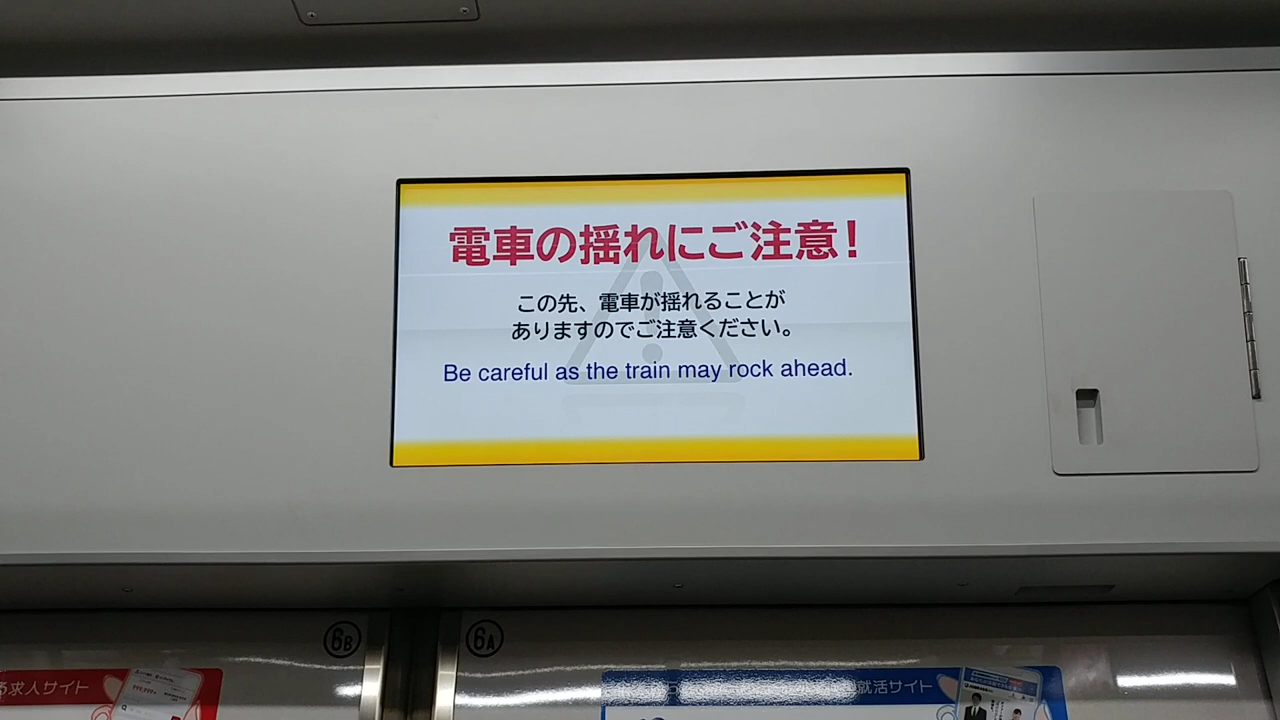 電車の揺れにご注意！
この先、電車が揺れることが
ありますのでご注意ください。
Be careful as the train may rock ahead.
6B
6A
求人サイト
999,999
就活サイト